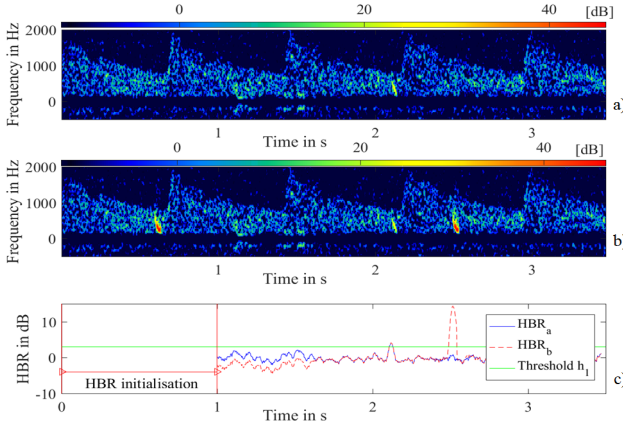 0 20 40 [dB]
Frequency in Hz
2000
1000
0
1 2 3
Time in s
a)
0 20 40 [dB]
Frequency in Hz
2000
1000
0
1 2 3
Time in s
b)
HBR in dB
10
0
-10
HBR initialisation
HBRa
HBRb
Threshold hI
0 1 2 3
Time in s
c)